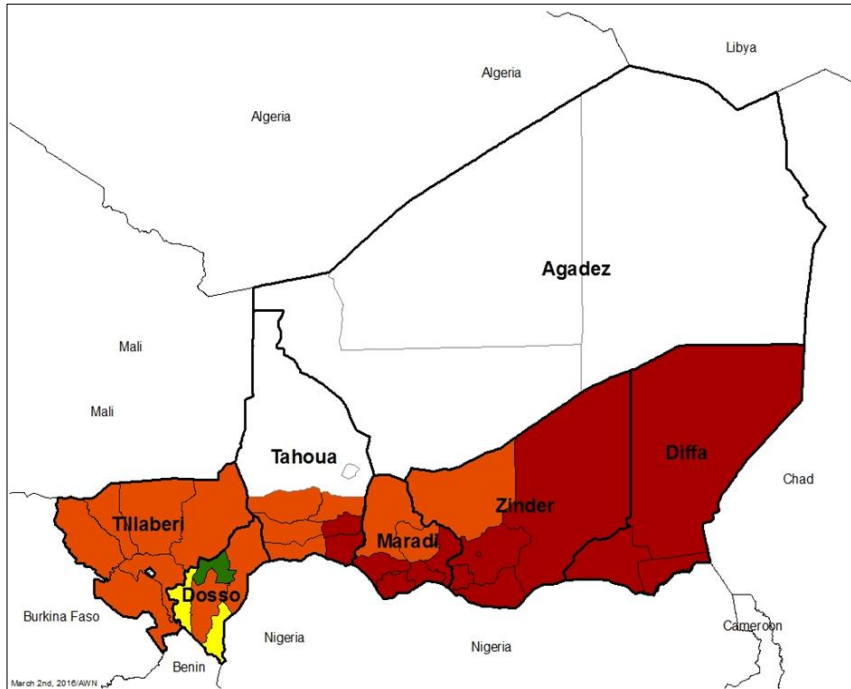 Libya
Algeria
Algeria
Agadez
Mali
Mali
Tahoua
Diffa
Chad
Zinder
Tillaberi
Maradi
Dosso
Burkina Faso
Cameroon
Nigeria
Nigeria
Benin
March 2nd, 2016/AWN